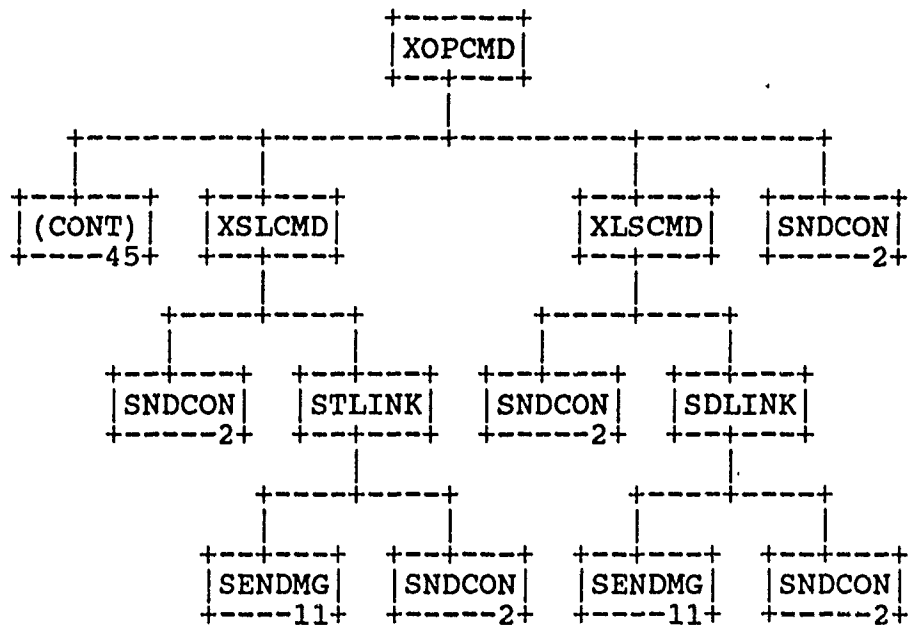 XOPCMD
(CONT) XSLCMD XLSCMD SNDCON
45 2
SNDCON STLINK SNDCON SDLINK
2 2
SENDMG SNDCON SENDMG SNDCON
11 2 11 2